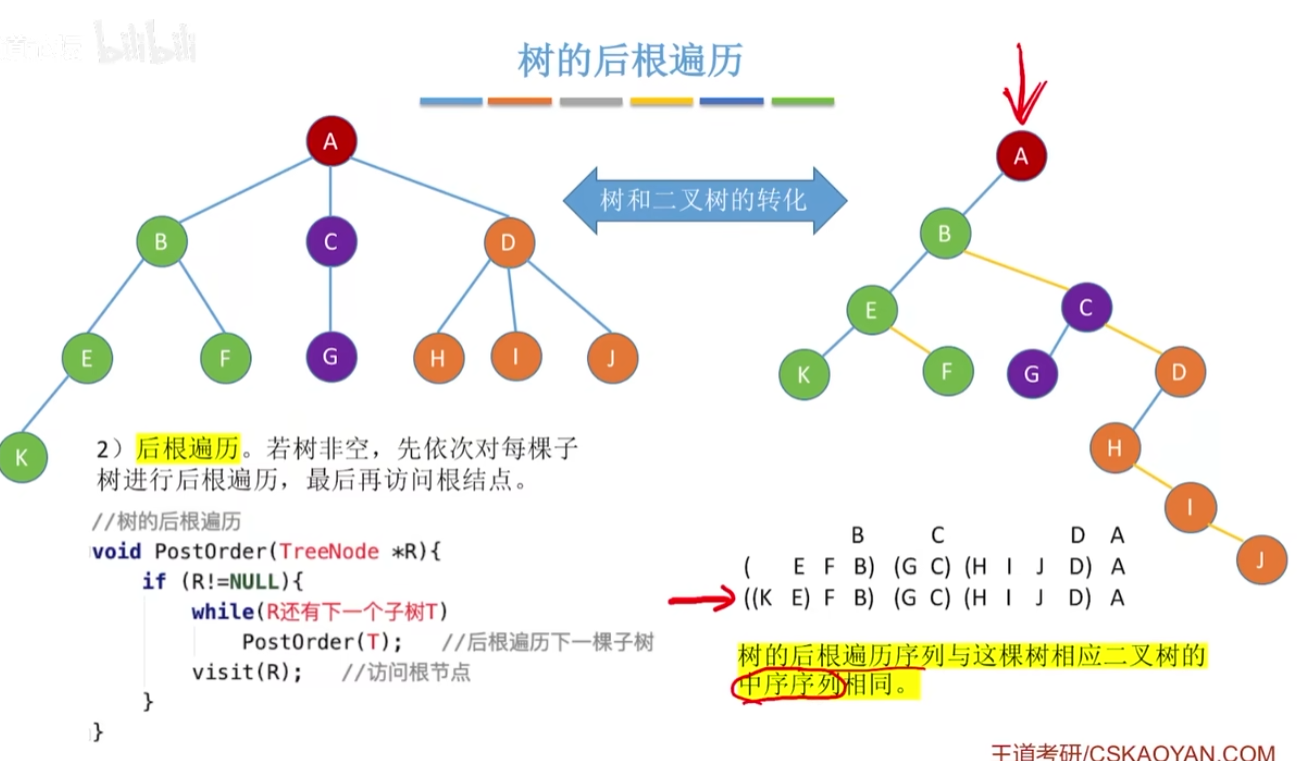 bilibili
树的后根遍历
A
A
树和二叉树的转化
B
C
D
B
E
C
E
F
G
H
I
J
K
F
G
D
K
H
I
J
2）后根遍历。若树非空，先依次对每棵子
树进行后根遍历，最后再访问根结点。
//树的后根遍历
void PostOrder(TreeNode *R){
if (R!=NULL){
while(R还有下一个子树T)
PostOrder(T); //后根遍历下一棵子树
visit(R); //访问根节点
}
}
B C D A
( E F B) (G C) (H I J D) A
((K E) F B) (G C) (H I J D) A
树的后根遍历序列与这棵树相应二叉树的
中序序列相同。
王道考研/CSKAOYAN.COM